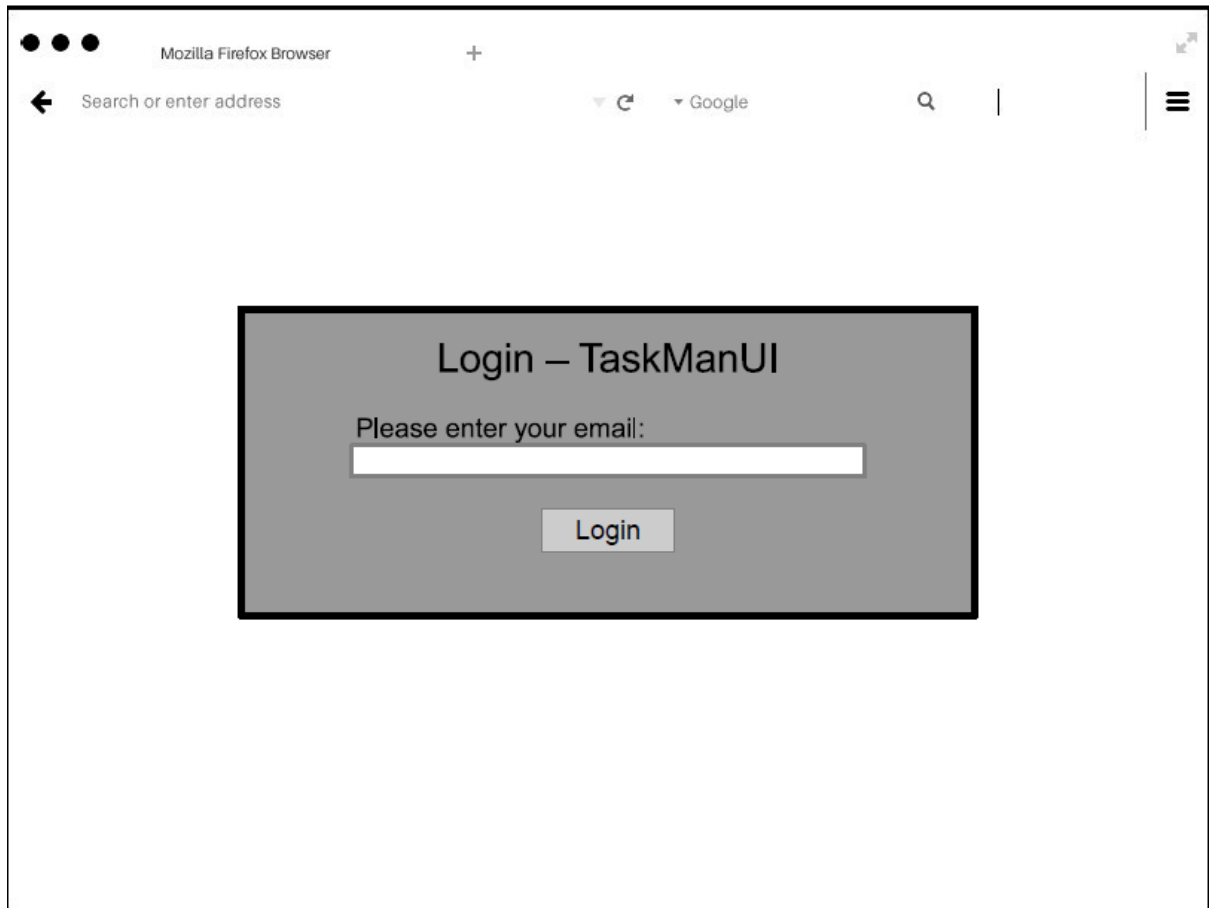 Mozilla Firefox Browser +
Search or enter address Google
Login – TaskManUI
Please enter your email:
Login